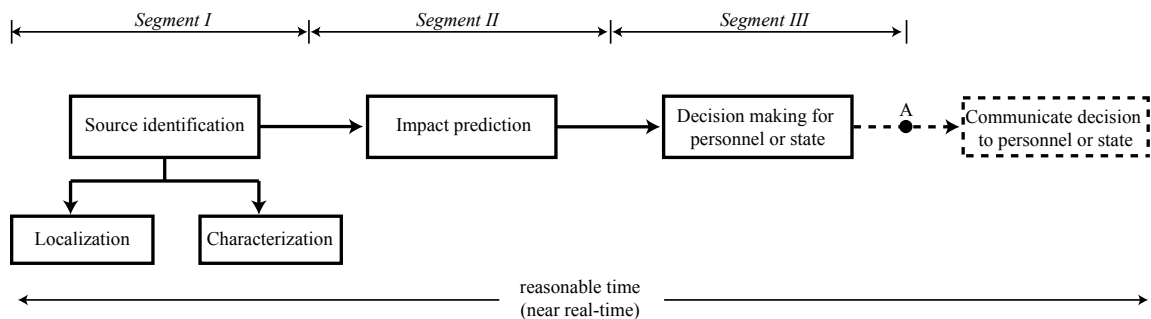 Segment I
Segment II
Segment III
Source identification
Impact prediction
Decision making for
personnel or state
A
Communicate decision
to personnel or state
Localization
Characterization
reasonable time
(near real-time)